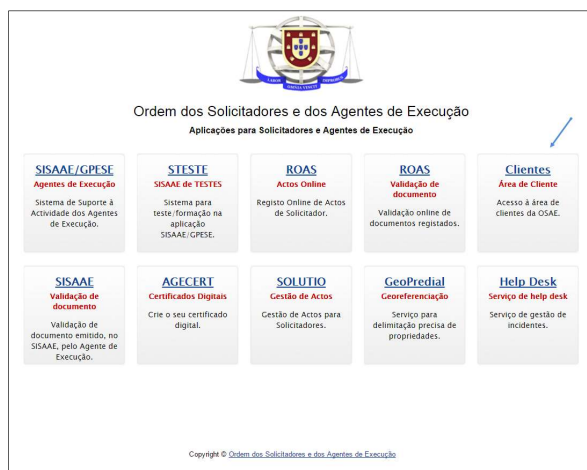 LABOR IMPROBUS
OMNIA VINCIT
Ordem dos Solicitadores e dos Agentes de Execução
Aplicações para Solicitadores e Agentes de Execução
SISAAE/GPESE
Agentes de Execução
Sistema de Suporte à
Actividade dos Agentes
de Execução.
STESTE
SISAAE de TESTES
Sistema para
teste/formação na
aplicação
SISAAE/GPESE.
ROAS
Actos Online
Registo Online de Actos
de Solicitador.
ROAS
Validação de
documento
Validação online de
documentos registados.
Clientes
Área de Cliente
Acesso à área de
clientes da OSAE.
SISAAE
Validação de
documento
Validação de
documento emitido, no
SISAAE, pelo Agente de
Execução.
AGECERT
Certificados Digitais
Crie o seu certificado
digital.
SOLUTIO
Gestão de Actos
Gestão de Actos para
Solicitadores.
GeoPredial
Georeferenciação
Serviço para
delimitação precisa de
propriedades.
Help Desk
Serviço de help desk
Serviço de gestão de
incidentes.
Copyright © Ordem dos Solicitadores e dos Agentes de Execução